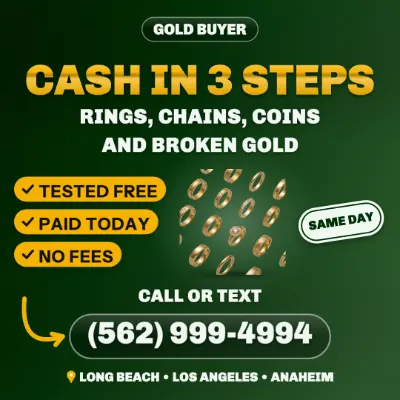 GOLD BUYER
CASH IN 3 STEPS
RINGS, CHAINS, COINS
AND BROKEN GOLD
TESTED FREE
PAID TODAY
NO FEES
SAME DAY
CALL OR TEXT
(562) 999-4994
LONG BEACH • LOS ANGELES • ANAHEIM